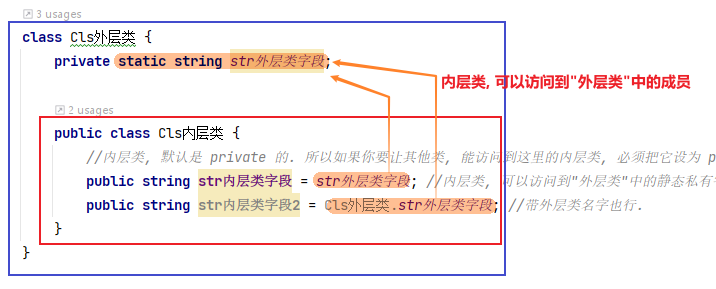 3 usages
class Cls外层类 {
private static string str外层类字段;
内层类, 可以访问到"外层类"中的成员
2 usages
public class Cls内层类 {
//内层类, 默认是 private 的. 所以如果你要让其他类, 能访问到这里的内层类, 必须把它设为 p
public string str内层类字段 = str外层类字段; //内层类, 可以访问到"外层类"中的静态私有
public string str内层类字段2 = Cls外层类.str外层类字段; //带外层类名字也行.
}
}